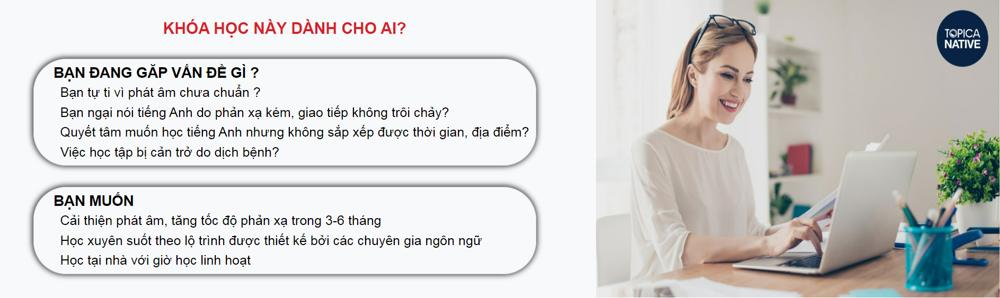 KHÓA HỌC NÀY DÀNH CHO AI?
BẠN ĐANG GĂP VẤN ĐỀ GÌ ?
Bạn tự ti vì phát âm chưa chuẩn ?
Bạn ngại nói tiếng Anh do phản xạ kém, giao tiếp không trôi chảy?
Quyết tâm muốn học tiếng Anh nhưng không sắp xếp được thời gian, địa điểm?
Việc học tập bị cản trở do dịch bệnh?
BẠN MUỐN
Cải thiện phát âm, tăng tốc độ phản xạ trong 3-6 tháng
Học xuyên suốt theo lộ trình được thiết kế bởi các chuyên gia ngôn ngữ
Học tại nhà với giờ học linh hoạt
TOPICA
NATIVE